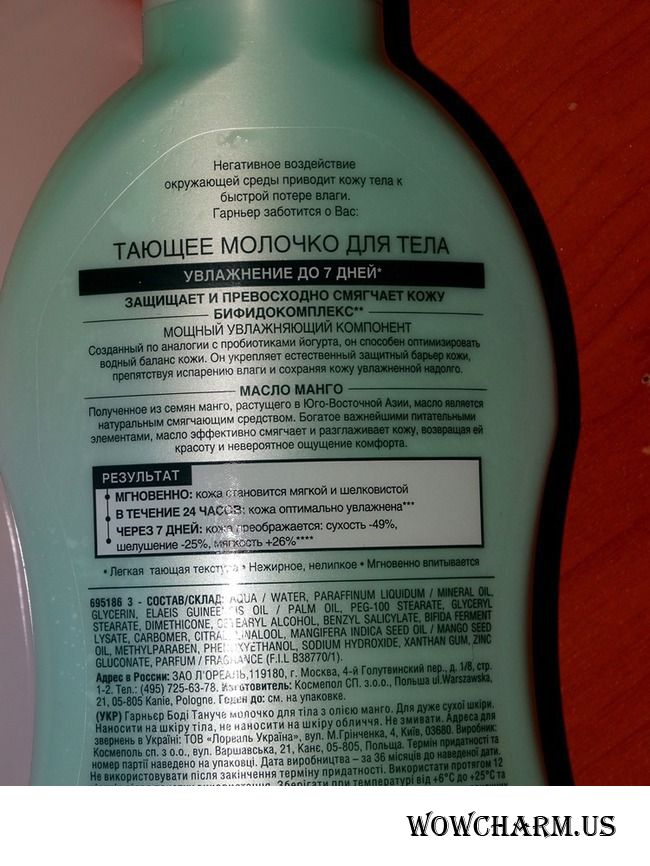 Негативное воздействие
окружающей среды приводит кожу тела к
быстрой потере влаги.
Гарньер заботится о Вас:
ТАЮЩЕЕ МОЛОЧКО ДЛЯ ТЕЛА
УВЛАЖНЕНИЕ ДО 7 ДНЕЙ*
ЗАЩИЩАЕТ И ПРЕВОСХОДНО СМЯГЧАЕТ КОЖУ
БИФИДОКОМПЛЕКС**
МОЩНЫЙ УВЛАЖНЯЮЩИЙ КОМПОНЕНТ
Созданный по аналогии с пробиотиками йогурта, он способен оптимизировать
водный баланс кожи. Он укрепляет естественный защитный барьер кожи,
препятствуя испарению влаги и сохраняя кожу увлажненной надолго.
МАСЛО МАНГО
Полученное из семян манго, растущего в Юго-Восточной Азии, масло является
натуральным смягчающим средством. Богатое важнейшими питательными
элементами, масло эффективно смягчает и разглаживает кожу, возвращая ей
красоту и невероятное ощущение комфорта.
РЕЗУЛЬТАТ
МГНОВЕННО: кожа становится мягкой и шелковистой
В ТЕЧЕНИЕ 24 ЧАСОВ: кожа оптимально увлажнена***
ЧЕРЕЗ 7 ДНЕЙ: кожа преображается: сухость -49%,
шелушение -25%, мягкость +26%****
• Легкая тающая текстура • Нежирное, нелипкое • Мгновенно впитывается
695186 3 - СОСТАВ/СКЛАД: AQUA / WATER, PARAFFINUM LIQUIDUM / MINERAL OIL,
GLYCERIN, ELAEIS GUINEENSIS OIL / PALM OIL, PEG-100 STEARATE, GLYCERYL
STEARATE, DIMETHICONE, CETEARYL ALCOHOL, BENZYL SALICYLATE, BIFIDA FERMENT
LYSATE, CARBOMER, CITRAL, LINALOOL, MANGIFERA INDICA SEED OIL / MANGO SEED
OIL, METHYLPARABEN, PHENOXYETHANOL, SODIUM HYDROXIDE, XANTHAN GUM, ZINC
GLUCONATE, PARFUM / FRAGRANCE (F.I.L B38770/1).
Адрес в России: ЗАО Л'ОРЕАЛЬ,119180, г. Москва, 4-й Голутвинский пер., д. 1/8, стр.
1-2. Тел.: (495) 725-63-78. Изготовитель: Космепол СП. з.о.о., Польша ul.Warszawska,
21, 05-805 Kanie, Pologne. Годен до: см. на упаковке.
(УКР) Гарньєр Боді Тануче молочко для тіла з олією манго. Для дуже сухої шкіри.
Наносити на шкіру тіла, не наносити на шкіру обличчя. Не змивати. Адреса для
звернень в Україні: ТОВ «Лореаль Україна», вул. М.Грінченка, 4, Київ, 03680. Виробник:
Космеполь сп. з о.о., вул. Варшавська, 21, Канє, 05-805, Польща. Термін придатності та
номер партії наведено на упаковці. Дата виробництва – за 36 місяців до наведеної дати.
Не використовувати після закінчення терміну придатності. Використати протягом 12
Зберігати при температурі від +6°C до +25°C та
WOWCHARM.US